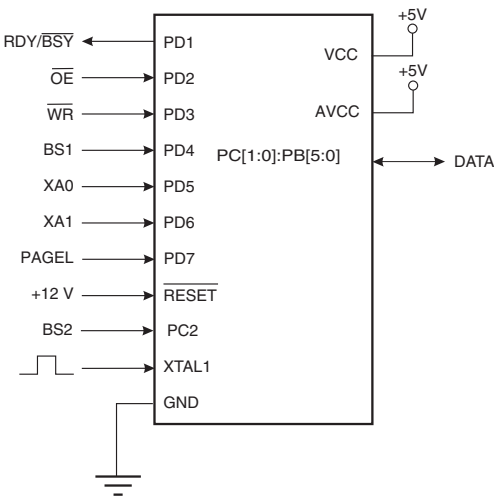 +5V
RDY/BSY PD1
VCC
+5V
OE PD2
WR PD3
AVCC
BS1 PD4
PC[1:0]:PB[5:0]
DATA
XA0 PD5
XA1 PD6
PAGEL PD7
+12 V RESET
BS2 PC2
XTAL1
GND